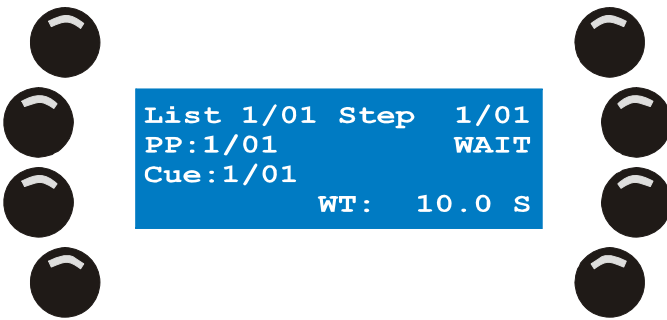 List 1/01 Step 1/01
PP:1/01 WAIT
Cue:1/01
WT: 10.0 S